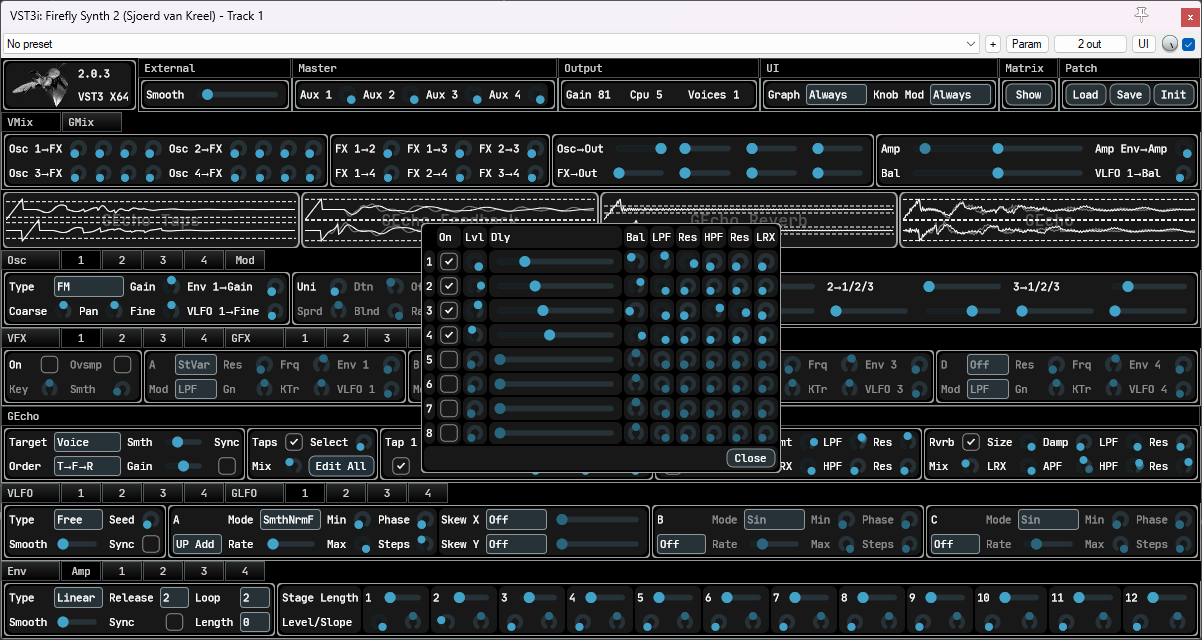 VST3i: Firefly Synth 2 (Sjoerd van Kreel) - Track 1
No preset + Param 2 out UI
2.0.3
VST3 X64
External Master Output UI Matrix Patch
Smooth Aux 1 Aux 2 Aux 3 Aux 4 Gain 81 Cpu 5 Voices 1 Graph Always Knob Mod Always Show Load Save Init
VMix GMix
Osc 1→FX Osc 2→FX FX 1→2 FX 1→3 FX 2→3 Osc→Out Amp Amp Env→Amp
Osc 3→FX Osc 4→FX FX 1→4 FX 2→4 FX 3→4 FX→Out Bal VLFO 1→Bal
GEcho Tape GEcho Feedback GEcho Reverb GEcho
On Lvl Dly Bal LPF Res HPF Res LRX
1
2
3
4
5
6
7
8
Close
Osc 1 2 3 4 Mod
Type FM Gain Env 1→Gain Uni Dtn 2→1/2/3 3→1/2/3
Coarse Pan Fine VLFO 1→Fine Sprd Blnd
VFX 1 2 3 4 GFX 1 2 3
On Ovsmp A StVar Res Frq Env 1 Frq Env 3 D Off Res Frq Env 4
Key Smth Mod LPF Gn KTr VLFO 1 KTr VLFO 3 Mod LPF Gn KTr VLFO 4
GEcho
Target Voice Smth Sync Taps Select Tap 1 LPF Res Rvrb Size Damp LPF Res
Order T→F→R Gain Mix Edit All HPF Res Mix LRX APF HPF Res
VLFO 1 2 3 4 GLFO 1 2 3 4
Type Free Seed A Mode SmthNrmF Min Phase Skew X Off B Mode Sin Min Phase C Mode Sin Min Phase
Smooth Sync UP Add Rate Max Steps Skew Y Off Off Rate Max Steps Off Rate Max Steps
Env Amp 1 2 3 4
Type Linear Release 2 Loop 2 Stage Length 1 2 3 4 5 6 7 8 9 10 11 12
Smooth Sync Length 0 Level/Slope